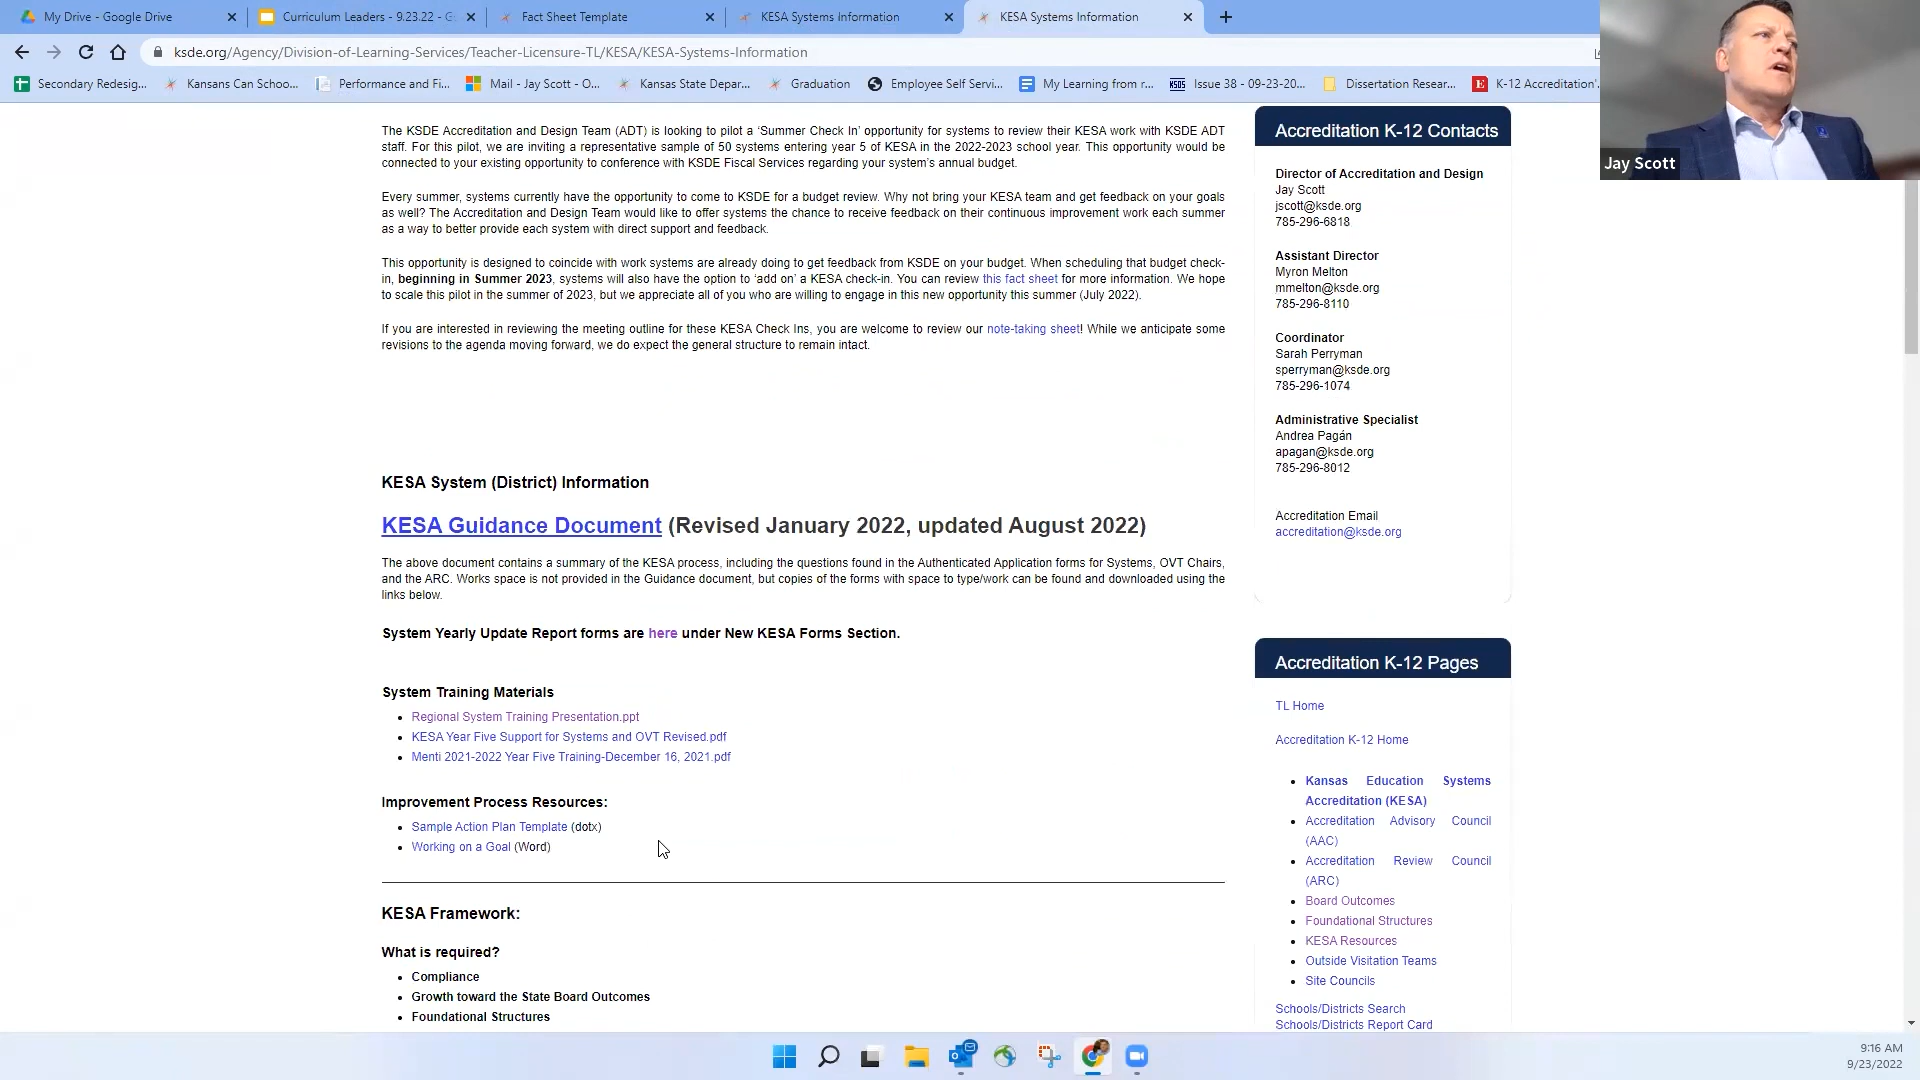 My Drive - Google Drive
Curriculum Leaders - 9.23.22 - G
Fact Sheet Template
KESA Systems Information
KESA Systems Information
ksde.org/Agency/Division-of-Learning-Services/Teacher-Licensure-TL/KESA/KESA-Systems-Information
Secondary Redesig...
Kansans Can Schoo...
Performance and Fi...
Mail - Jay Scott - O...
Kansas State Depar...
Graduation
Employee Self Servi...
My Learning from r...
Issue 38 - 09-23-20...
Dissertation Resear...
K-12 Accreditation'
Jay Scott
The KSDE Accreditation and Design Team (ADT) is looking to pilot a ‘Summer Check In’ opportunity for systems to review their KESA work with KSDE ADT
staff. For this pilot, we are inviting a representative sample of 50 systems entering year 5 of KESA in the 2022-2023 school year. This opportunity would be
connected to your existing opportunity to conference with KSDE Fiscal Services regarding your system’s annual budget.
Every summer, systems currently have the opportunity to come to KSDE for a budget review. Why not bring your KESA team and get feedback on your goals
as well? The Accreditation and Design Team would like to offer systems the chance to receive feedback on their continuous improvement work each summer
as a way to better provide each system with direct support and feedback.
This opportunity is designed to coincide with work systems are already doing to get feedback from KSDE on your budget. When scheduling that budget check-
in, beginning in Summer 2023, systems will also have the option to ‘add on’ a KESA check-in. You can review this fact sheet for more information. We hope
to scale this pilot in the summer of 2023, but we appreciate all of you who are willing to engage in this new opportunity this summer (July 2022).
If you are interested in reviewing the meeting outline for these KESA Check Ins, you are welcome to review our note-taking sheet! While we anticipate some
revisions to the agenda moving forward, we do expect the general structure to remain intact.
KESA System (District) Information
KESA Guidance Document (Revised January 2022, updated August 2022)
The above document contains a summary of the KESA process, including the questions found in the Authenticated Application forms for Systems, OVT Chairs,
and the ARC. Works space is not provided in the Guidance document, but copies of the forms with space to type/work can be found and downloaded using the
links below.
System Yearly Update Report forms are here under New KESA Forms Section.
System Training Materials
Regional System Training Presentation.ppt
KESA Year Five Support for Systems and OVT Revised.pdf
Menti 2021-2022 Year Five Training-December 16, 2021.pdf
Improvement Process Resources:
Sample Action Plan Template (dotx)
Working on a Goal (Word)
KESA Framework:
What is required?
Compliance
Growth toward the State Board Outcomes
Foundational Structures
Accreditation K-12 Contacts
Director of Accreditation and Design
Jay Scott
jscott@ksde.org
785-296-6818
Assistant Director
Myron Melton
mmelton@ksde.org
785-296-8110
Coordinator
Sarah Perryman
sperryman@ksde.org
785-296-1074
Administrative Specialist
Andrea Pagán
apagan@ksde.org
785-296-8012
Accreditation Email
accreditation@ksde.org
Accreditation K-12 Pages
TL Home
Accreditation K-12 Home
Kansas Education Systems
Accreditation (KESA)
Accreditation Advisory Council
(AAC)
Accreditation Review Council
(ARC)
Board Outcomes
Foundational Structures
KESA Resources
Outside Visitation Teams
Site Councils
Schools/Districts Search
Schools/Districts Report Card
9:16 AM
9/23/2022